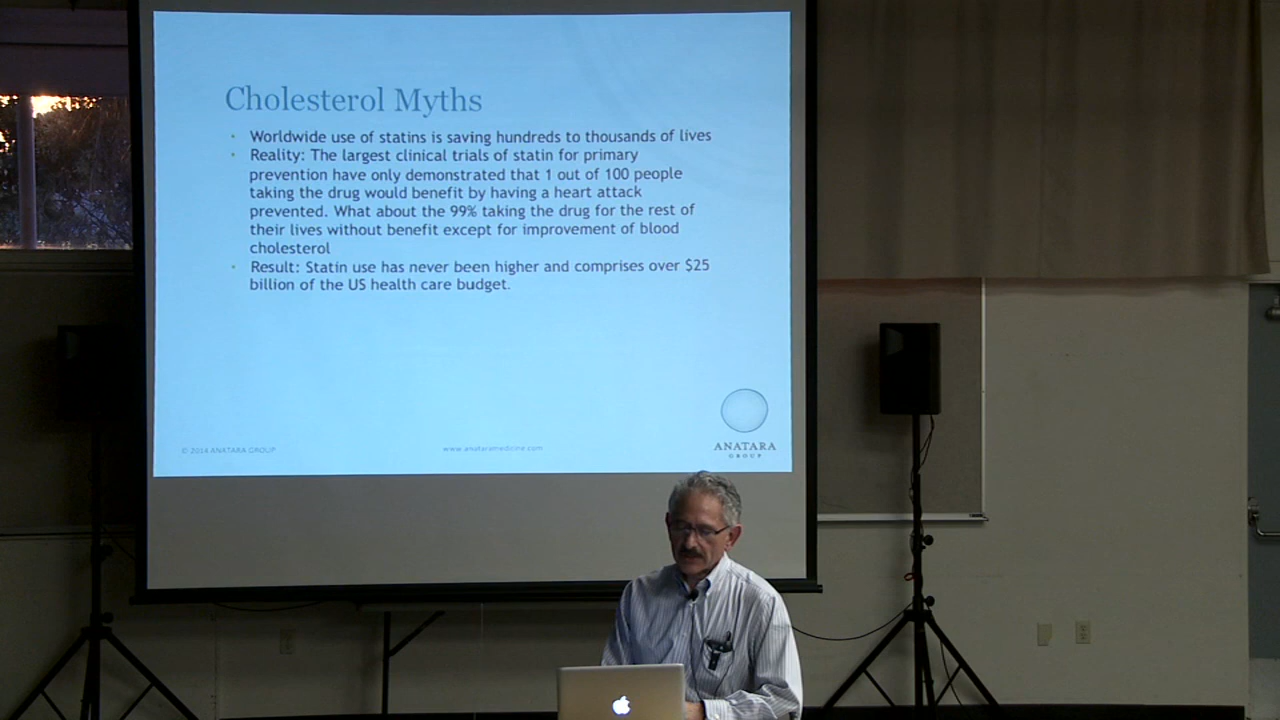 Cholesterol Myths
• Worldwide use of statins is saving hundreds to thousands of lives
• Reality: The largest clinical trials of statin for primary
prevention have only demonstrated that 1 out of 100 people
taking the drug would benefit by having a heart attack
prevented. What about the 99% taking the drug for the rest of
their lives without benefit except for improvement of blood
cholesterol
• Result: Statin use has never been higher and comprises over $25
billion of the US health care budget.
© 2014 ANATARA GROUP
www.anataramedicine.com
ANATARA
GROUP